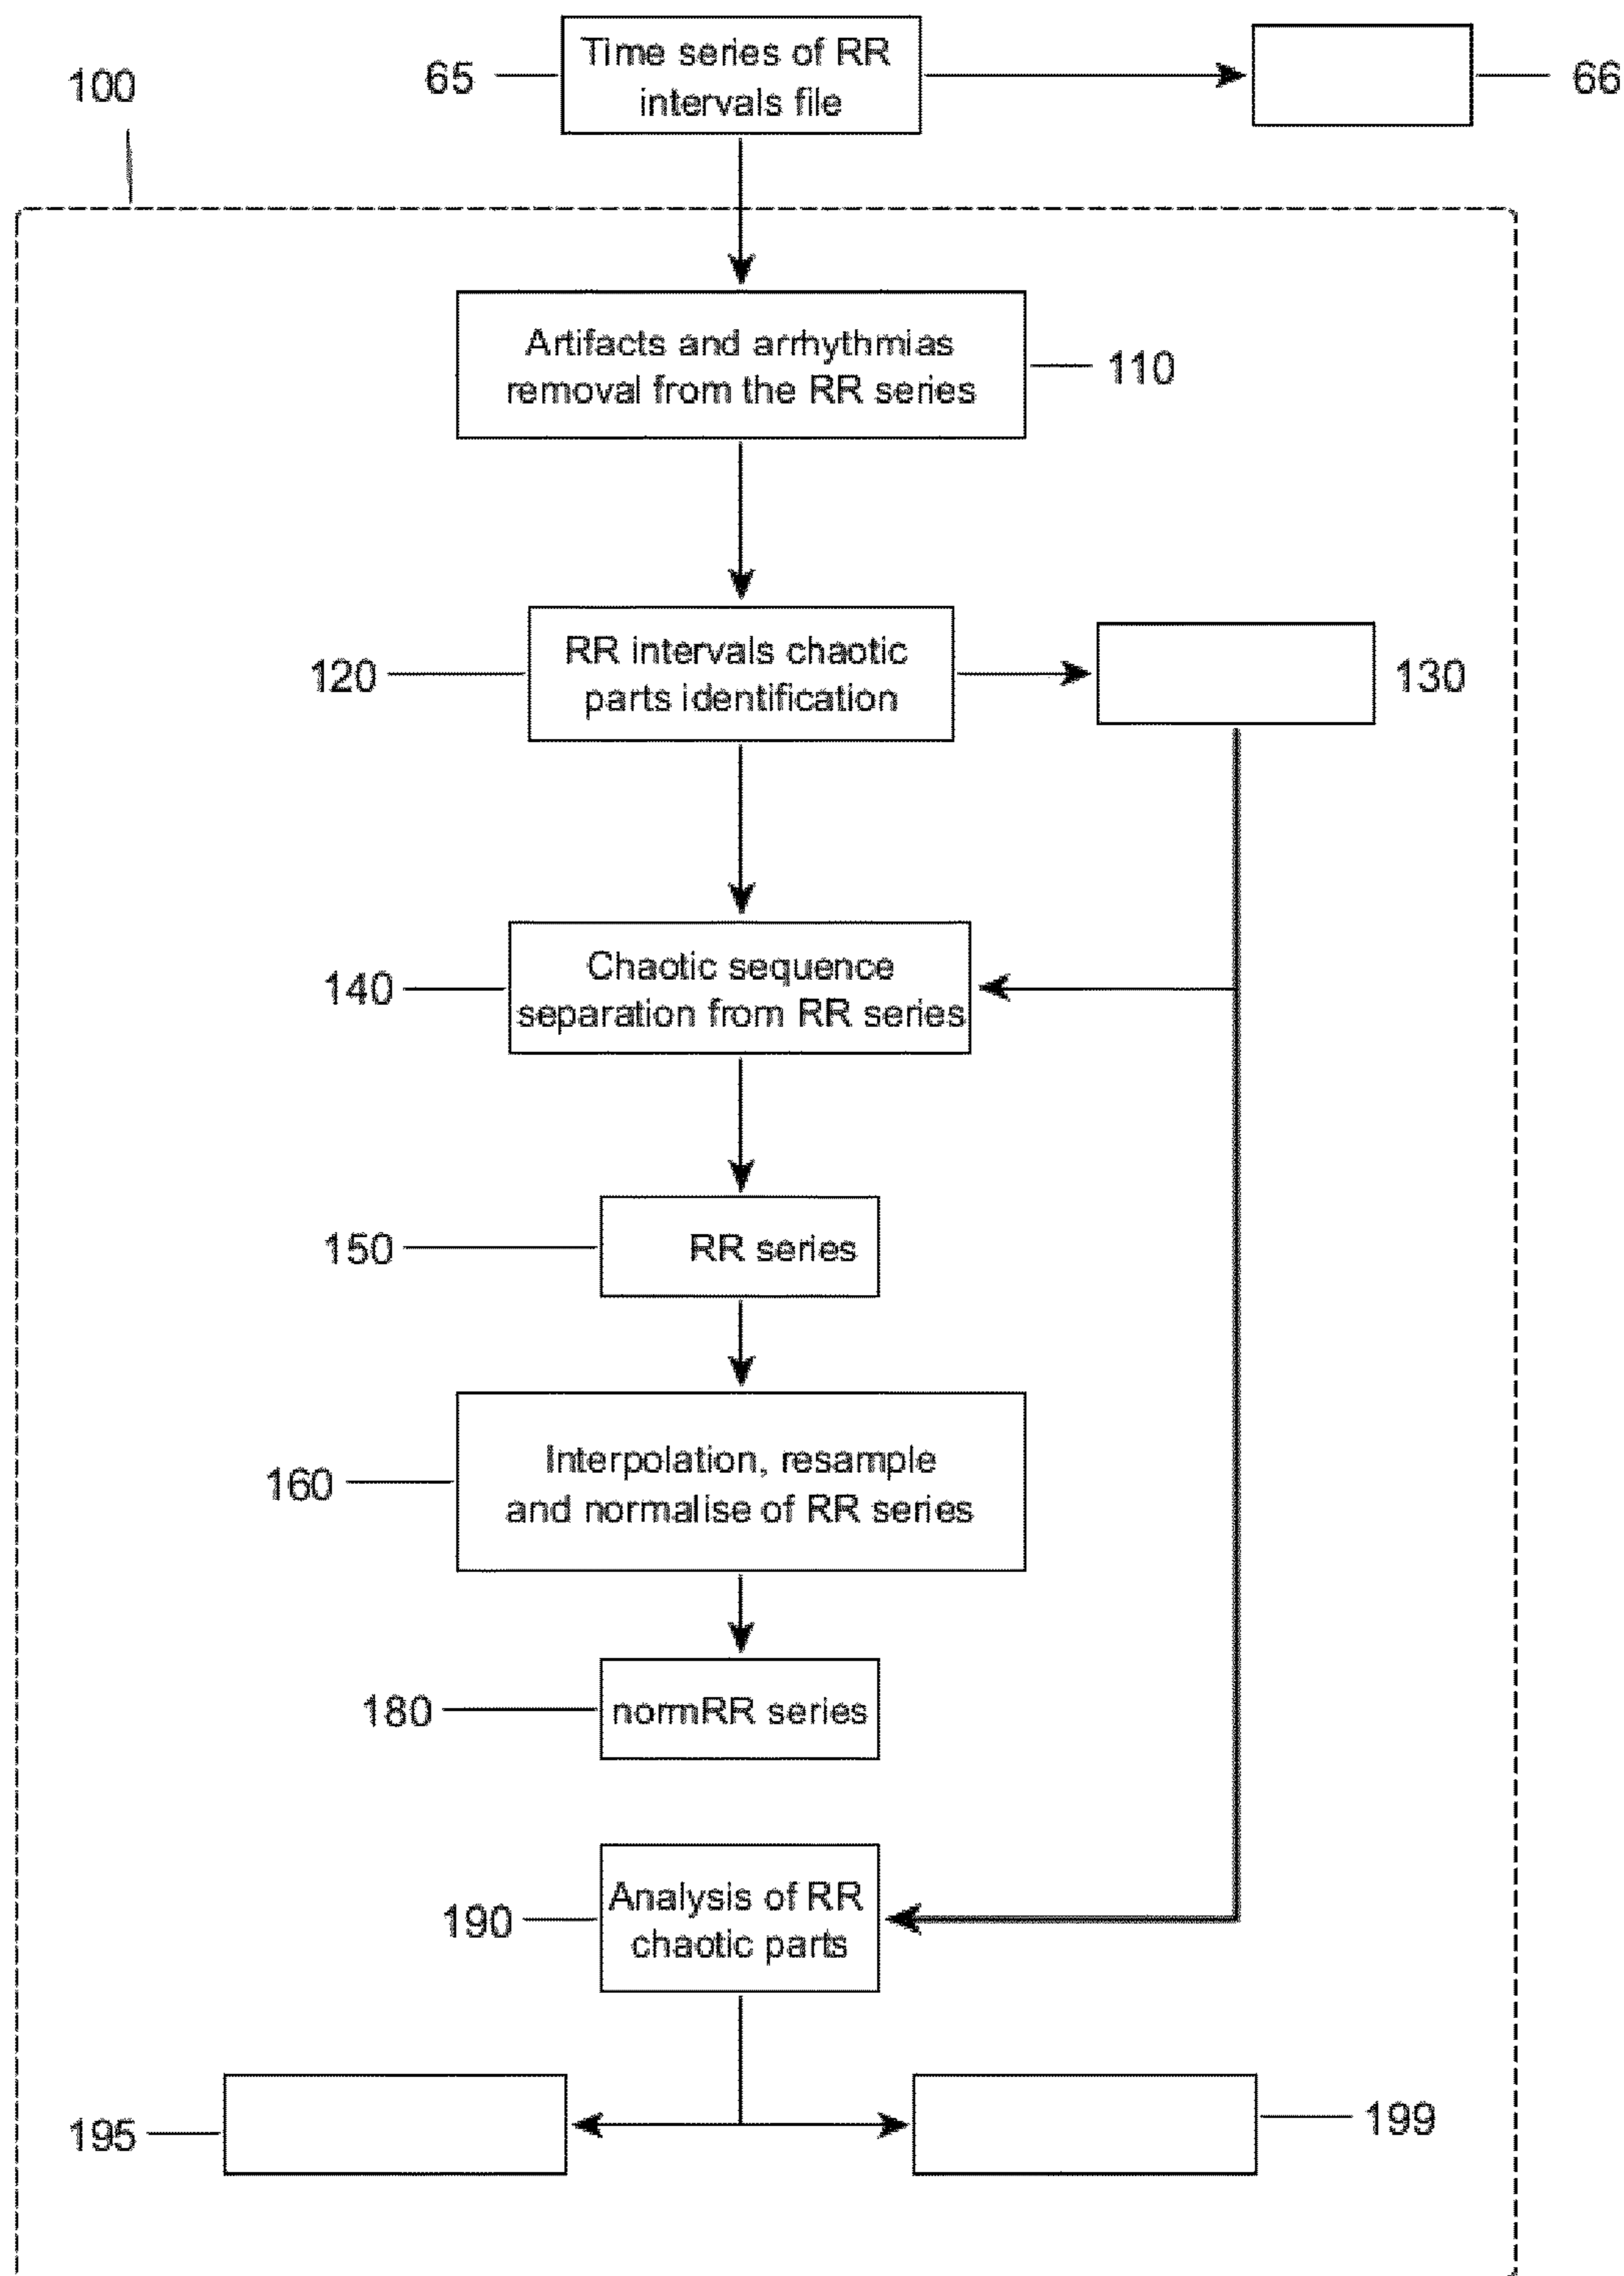 100
65
Time series of RR
intervals file
66
Artifacts and arrhythmias
removal from the RR series
110
120
RR intervals chaotic
parts identification
130
140
Chaotic sequence
separation from RR series
150
RR series
160
Interpolation, resample
and normalise of RR series
180
normRR series
190
Analysis of RR
chaotic parts
195
199